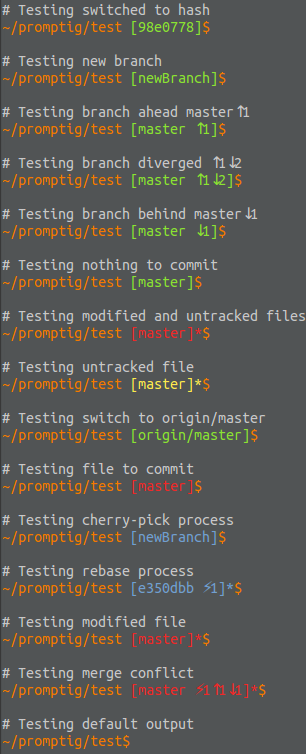 # Testing switched to hash
~/promptig/test [98e0778]$
# Testing new branch
~/promptig/test [newBranch]$
# Testing branch ahead master↑1
~/promptig/test [master ↑1]$
# Testing branch diverged ↑1↓2
~/promptig/test [master ↑1↓2]$
# Testing branch behind master↓1
~/promptig/test [master ↓1]$
# Testing nothing to commit
~/promptig/test [master]$
# Testing modified and untracked files
~/promptig/test [master]*$
# Testing untracked file
~/promptig/test [master]*$
# Testing switch to origin/master
~/promptig/test [origin/master]$
# Testing file to commit
~/promptig/test [master]$
# Testing cherry-pick process
~/promptig/test [newBranch]$
# Testing rebase process
~/promptig/test [e350dbb ⚡1]*$
# Testing modified file
~/promptig/test [master]*$
# Testing merge conflict
~/promptig/test [master ⚡1↑1↓1]*$
# Testing default output
~/promptig/test$